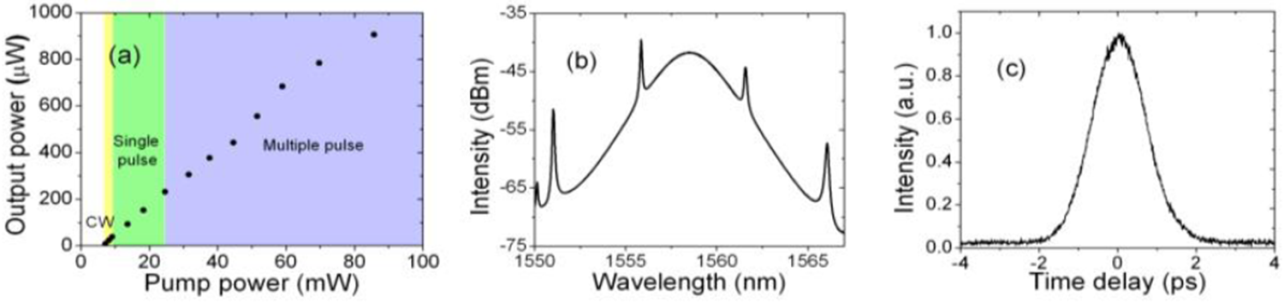 (a)
Output power (μW)
1000
800
600
400
200
0
CW
Single
pulse
Multiple pulse
0 20 40 60 80 100
Pump power (mW)
(b)
Intensity (dBm)
-35
-45
-55
-65
-75
1550 1555 1560 1565
Wavelength (nm)
(c)
Intensity (a.u.)
1.0
0.8
0.6
0.4
0.2
0.0
-4 -2 0 2 4
Time delay (ps)